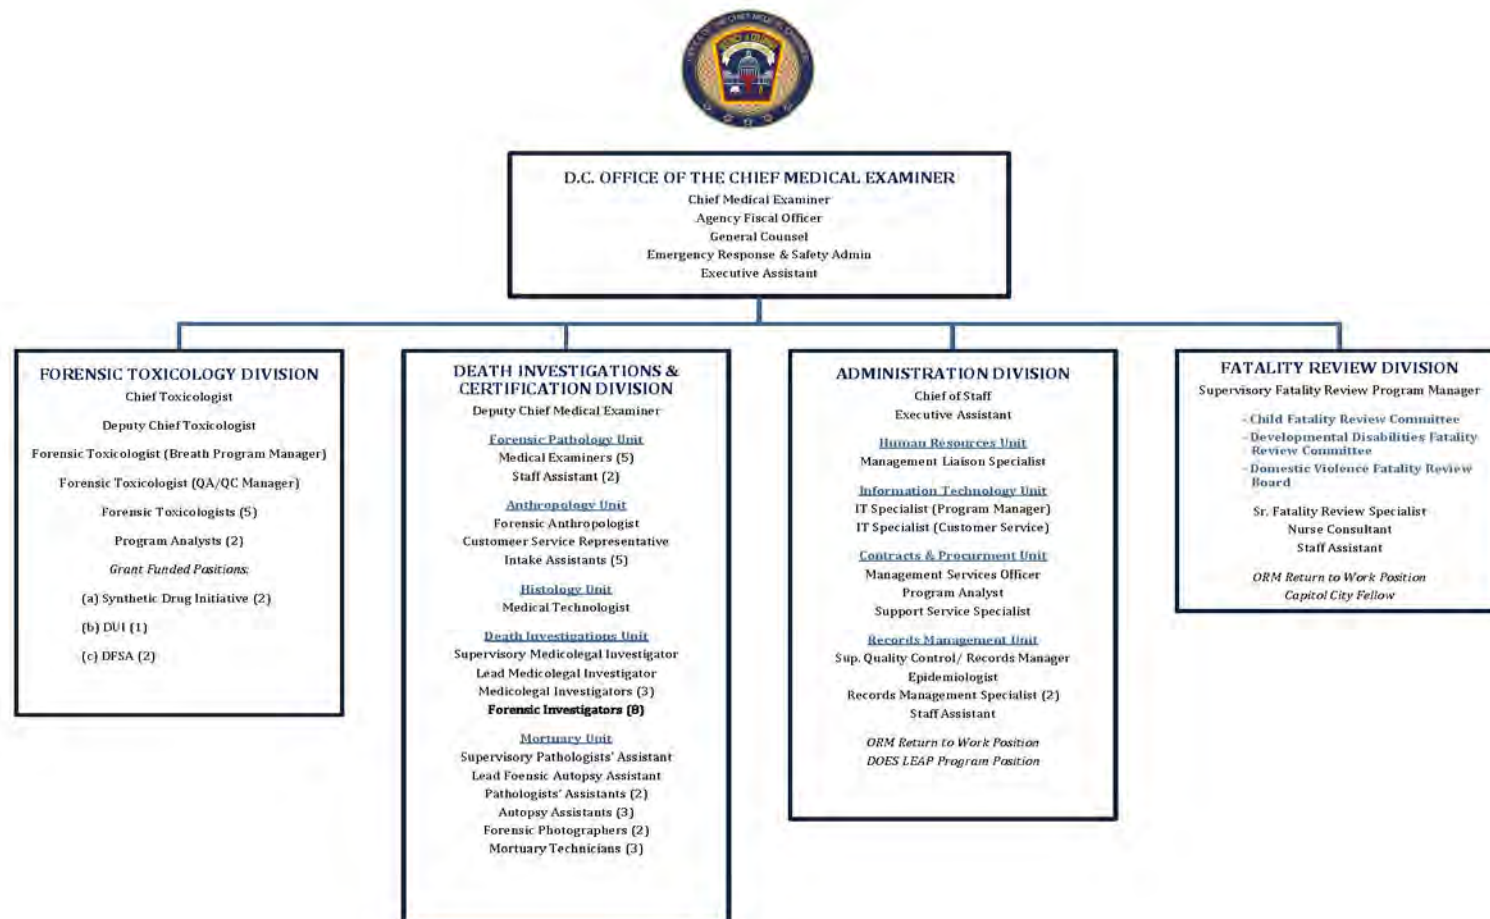 OFFICE OF THE CHIEF MEDICAL EXAMINER
D.C. OFFICE OF THE CHIEF MEDICAL EXAMINER
Chief Medical Examiner
Agency Fiscal Officer
General Counsel
Emergency Response & Safety Admin
Executive Assistant
FORENSIC TOXICOLOGY DIVISION
Chief Toxicologist
Deputy Chief Toxicologist
Forensic Toxicologist (Breath Program Manager)
Forensic Toxicologist (QA/QC Manager)
Forensic Toxicologists (5)
Program Analysts (2)
Grant Funded Positions:
(a) Synthetic Drug Initiative (2)
(b) DUI (1)
(c) DFSA (2)
DEATH INVESTIGATIONS &
CERTIFICATION DIVISION
Deputy Chief Medical Examiner
Forensic Pathology Unit
Medical Examiners (5)
Staff Assistant (2)
Anthropology Unit
Forensic Anthropologist
Customeer Service Representative
Intake Assistants (5)
Histology Unit
Medical Technologist
Death Investigations Unit
Supervisory Medicolegal Investigator
Lead Medicolegal Investigator
Medicolegal Investigators (3)
Forensic Investigators (8)
Mortuary Unit
Supervisory Pathologists' Assistant
Lead Foensic Autopsy Assistant
Pathologists' Assistants (2)
Autopsy Assistants (3)
Forensic Photographers (2)
Mortuary Technicians (3)
ADMINISTRATION DIVISION
Chief of Staff
Executive Assistant
Human Resources Unit
Management Liaison Specialist
Information Technology Unit
IT Specialist (Program Manager)
IT Specialist (Customer Service)
Contracts & Procurment Unit
Management Services Officer
Program Analyst
Support Service Specialist
Records Management Unit
Sup. Quality Control/ Records Manager
Epidemiologist
Records Management Specialist (2)
Staff Assistant
ORM Return to Work Position
DOES LEAP Program Position
FATALITY REVIEW DIVISION
Supervisory Fatality Review Program Manager
- Child Fatality Review Committee
- Developmental Disabilities Fatality
Review Committee
- Domestic Violence Fatality Review
Board
Sr. Fatality Review Specialist
Nurse Consultant
Staff Assistant
ORM Return to Work Position
Capitol City Fellow